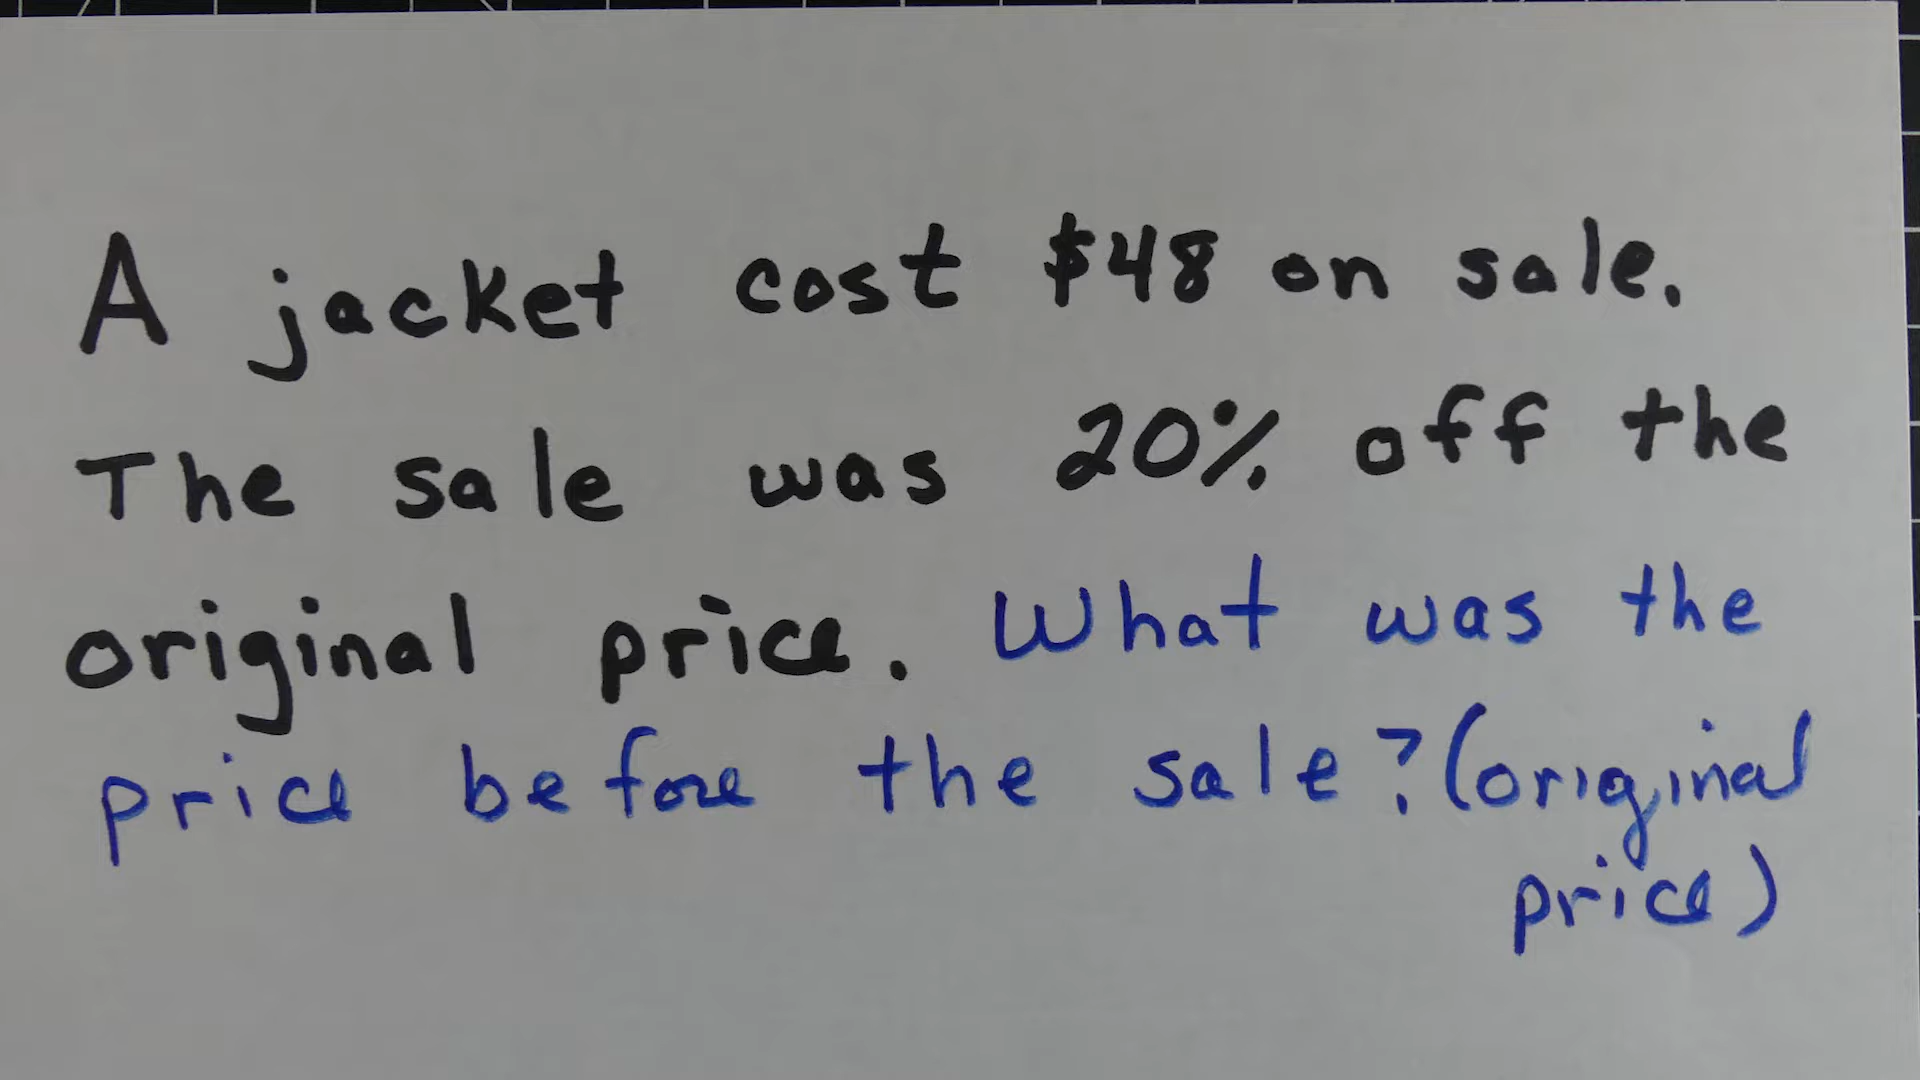 A jacket cost $48 on sale.
The sale was 20% off the
original price. What was the
price before the sale? (original
price)